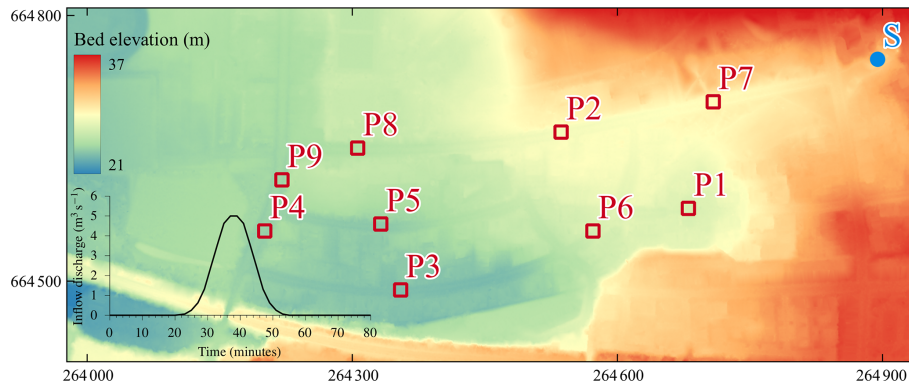 664 800
Bed elevation (m)
37
21
S
P7
P2
P8
P9
P1
P5
P4
P6
P3
664 500
Inflow discharge (m³ s⁻¹)
6
5
4
3
2
1
0
0 10 20 30 40 50 60 70 80
Time (minutes)
264 000 264 300 264 600 264 900